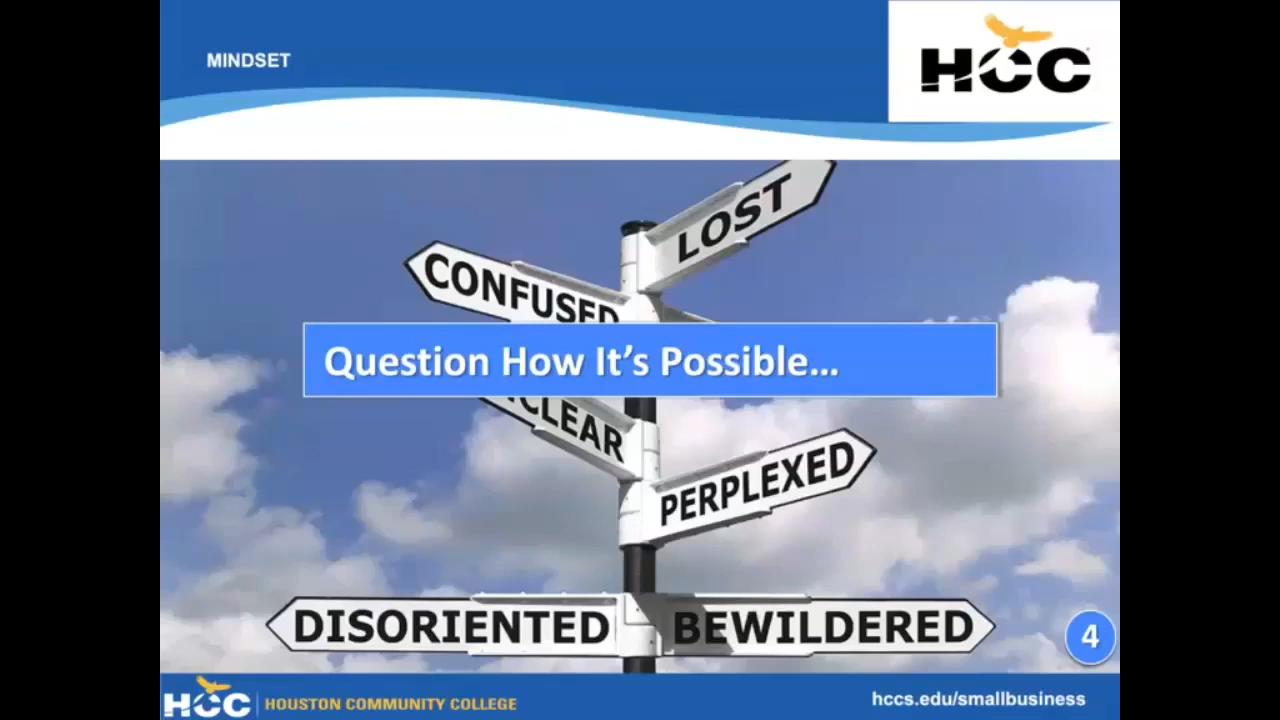 MINDSET
HCC
LOST
CONFUSED
Question How It's Possible...
CLEAR
PERPLEXED
DISORIENTED
BEWILDERED
4
HCC
HOUSTON COMMUNITY COLLEGE
hccs.edu/smallbusiness